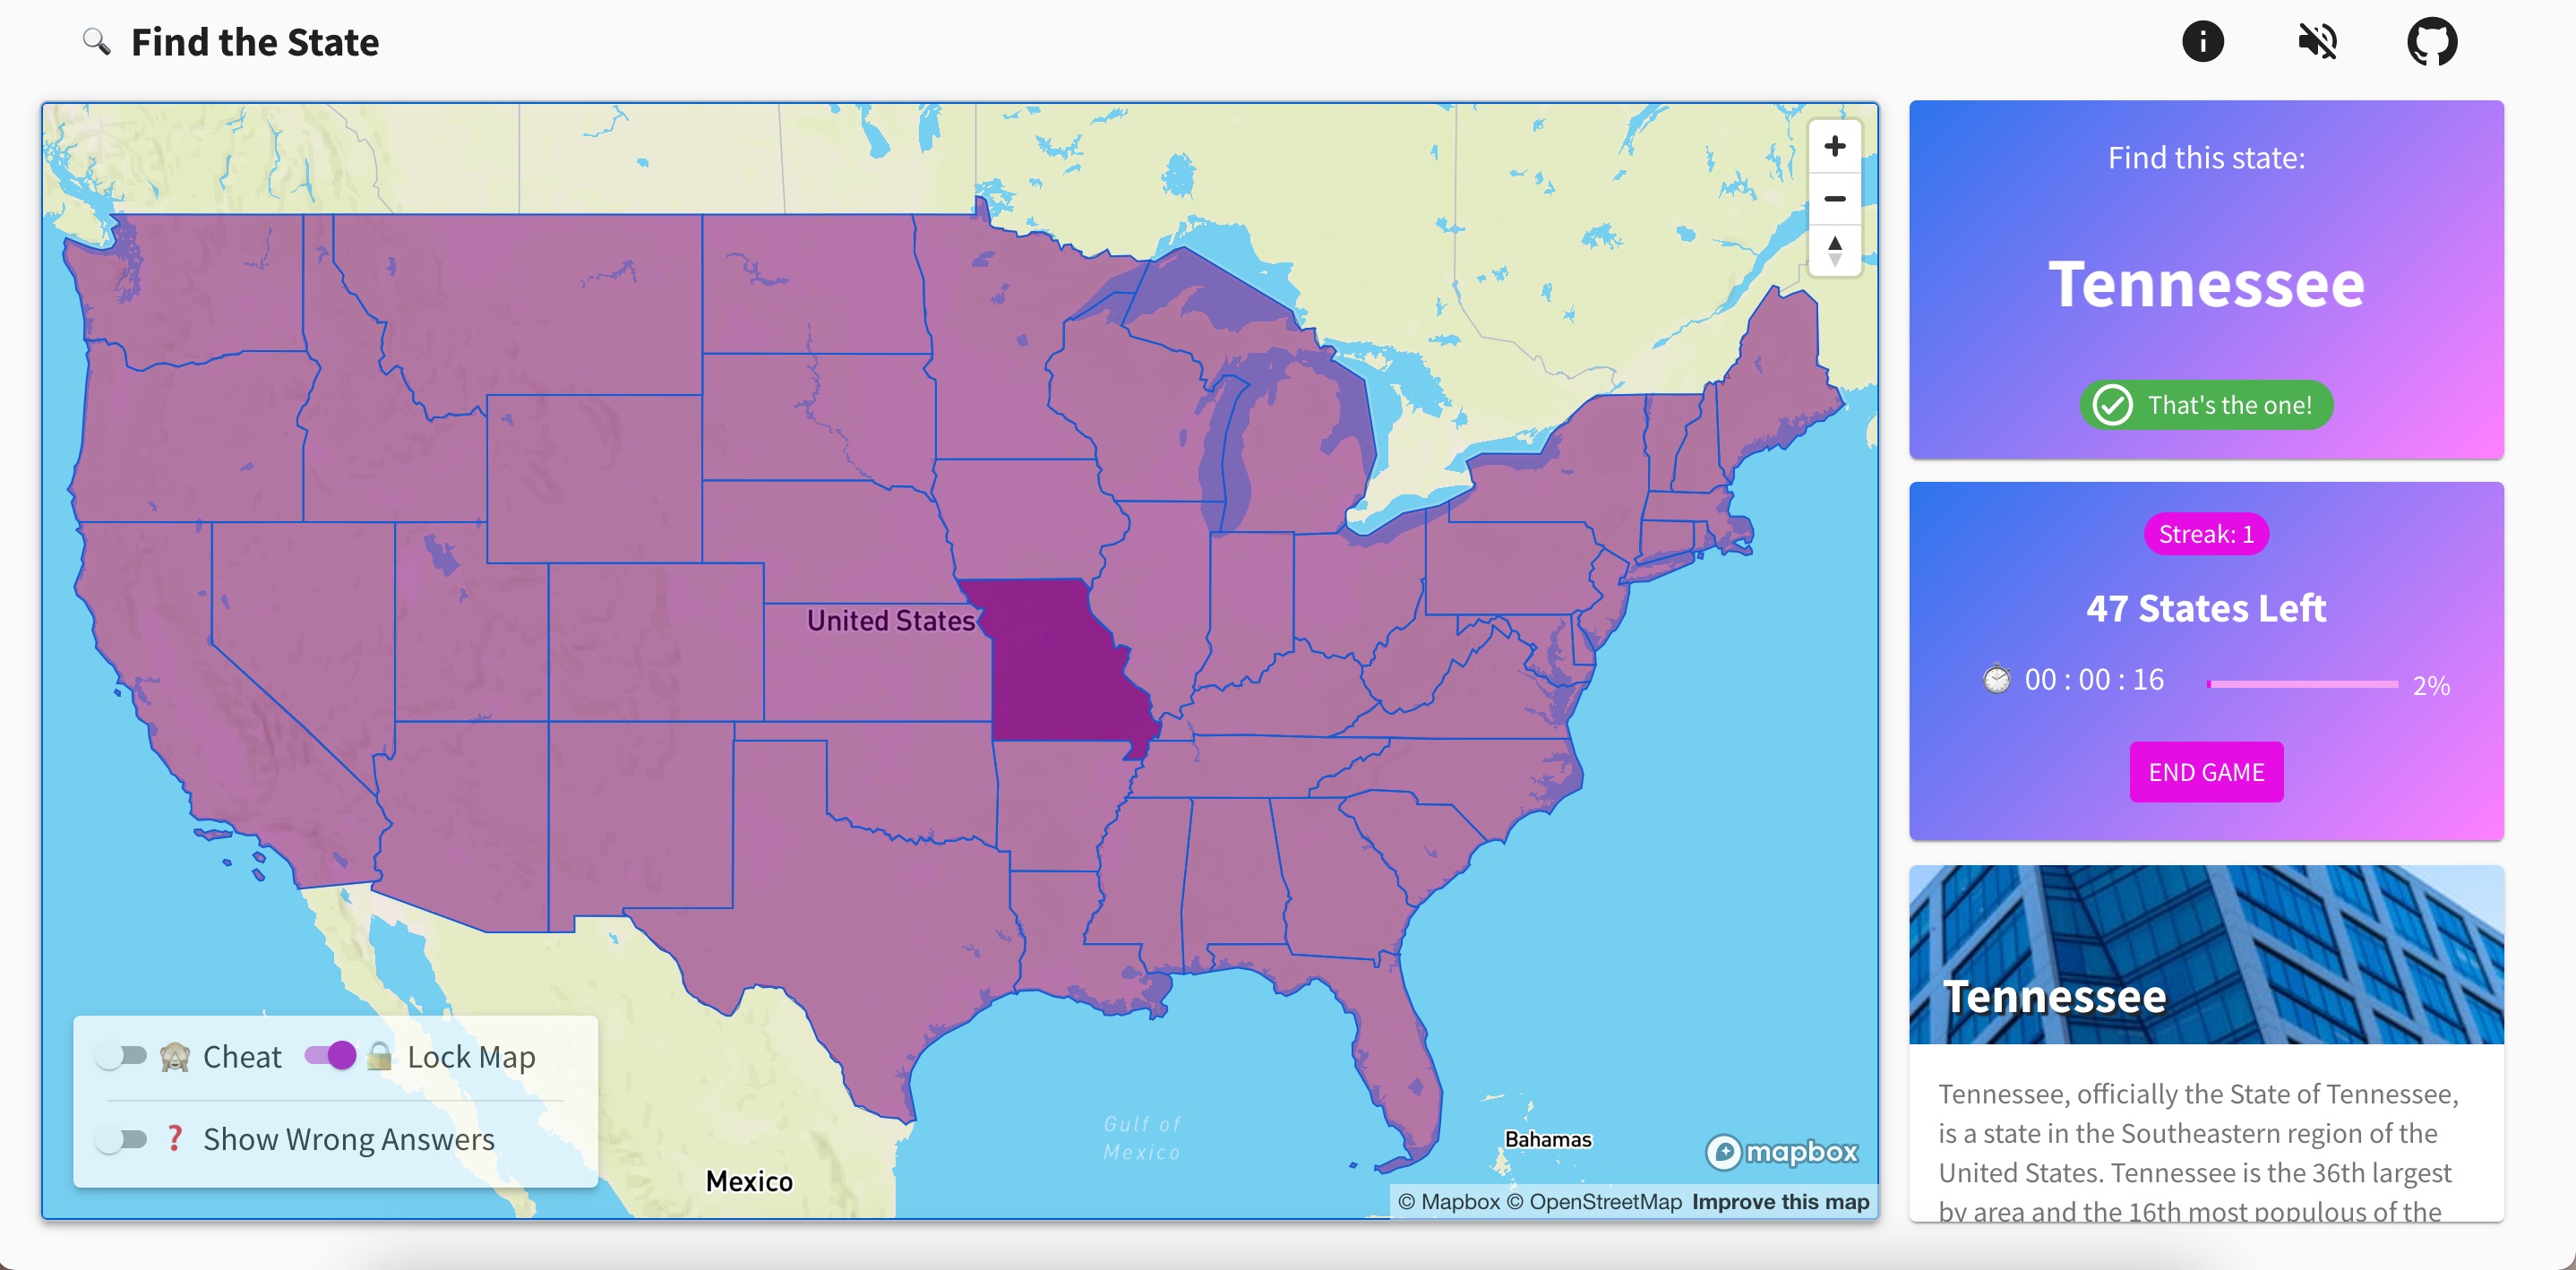 Find the State
United States
Gulf of
Mexico
Bahamas
Mexico
Cheat
Lock Map
Show Wrong Answers
mapbox
© Mapbox © OpenStreetMap Improve this map
Find this state:
Tennessee
That's the one!
Streak: 1
47 States Left
00 : 00 : 16
2%
END GAME
Tennessee
Tennessee, officially the State of Tennessee,
is a state in the Southeastern region of the
United States. Tennessee is the 36th largest
by area and the 16th most populous of the